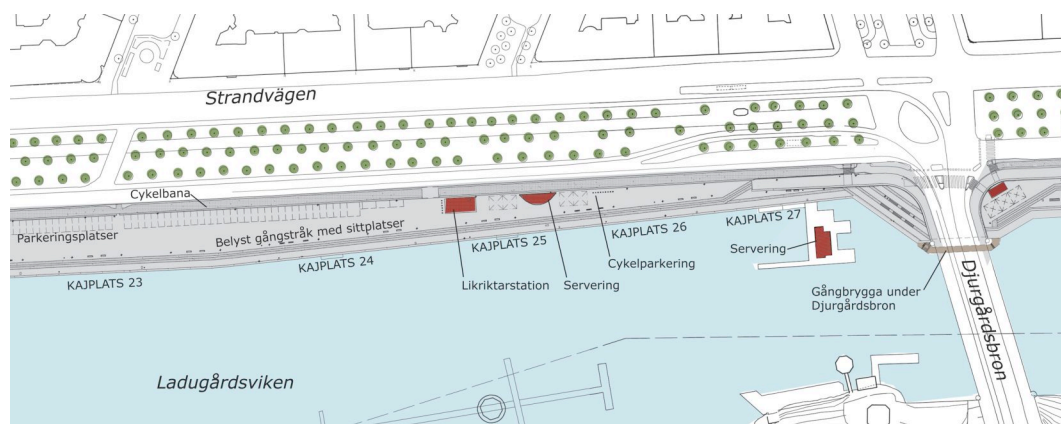 Strandvägen
Cykelbana
Parkeringsplatser
Belyst gångstråk med sittplatser
KAJPLATS 23
KAJPLATS 24
KAJPLATS 25
KAJPLATS 26
KAJPLATS 27
Likriktarstation
Servering
Cykelparkering
Servering
Gångbrygga under
Djurgårdsbron
Djurgårdsbron
Ladugårdsviken